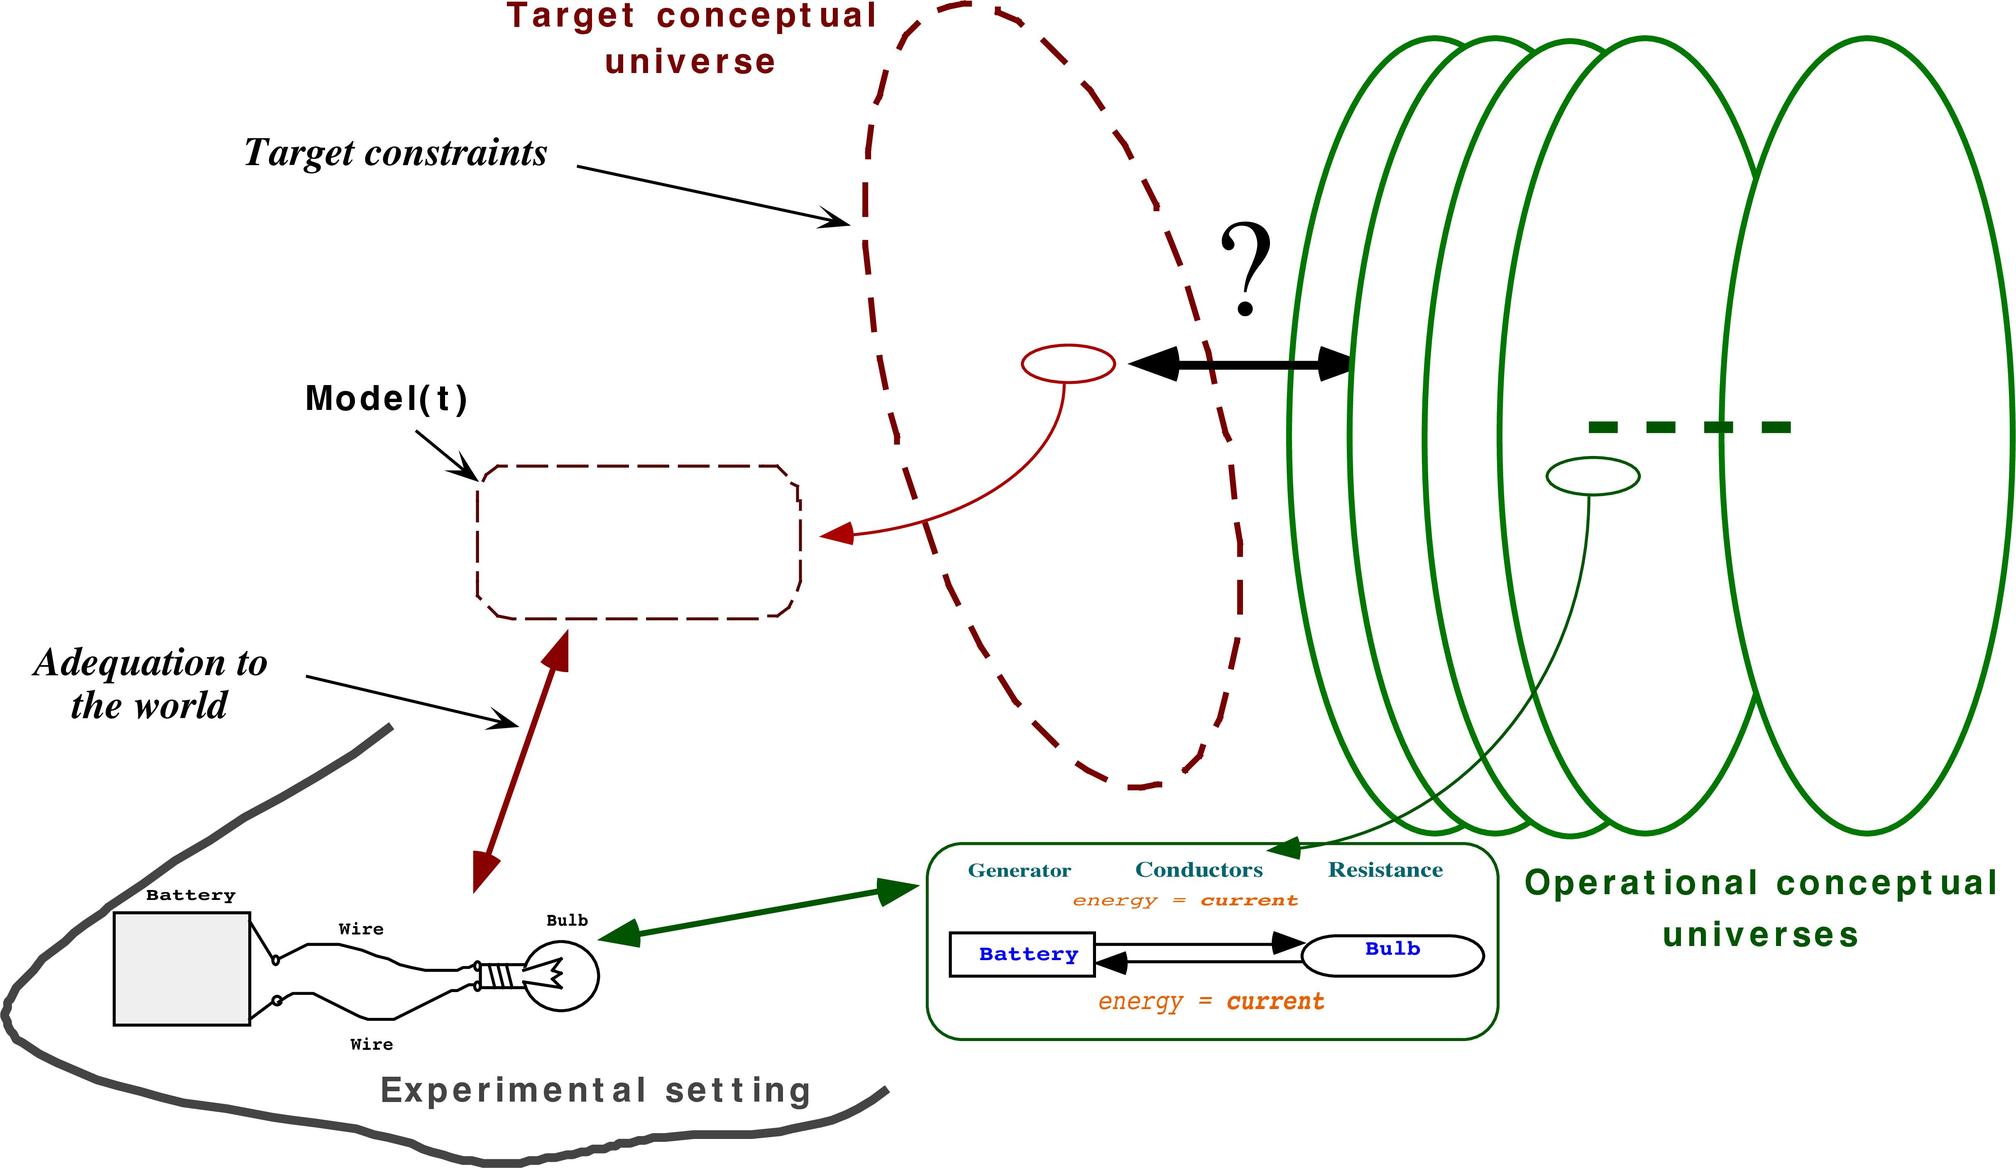 Target conceptual
universe
Target constraints
?
Model(t)
Adequation to
the world
Battery
Wire
Bulb
Wire
Experimental setting
Generator Conductors Resistance
energy = current
Battery Bulb
energy = current
Operational conceptual
universes